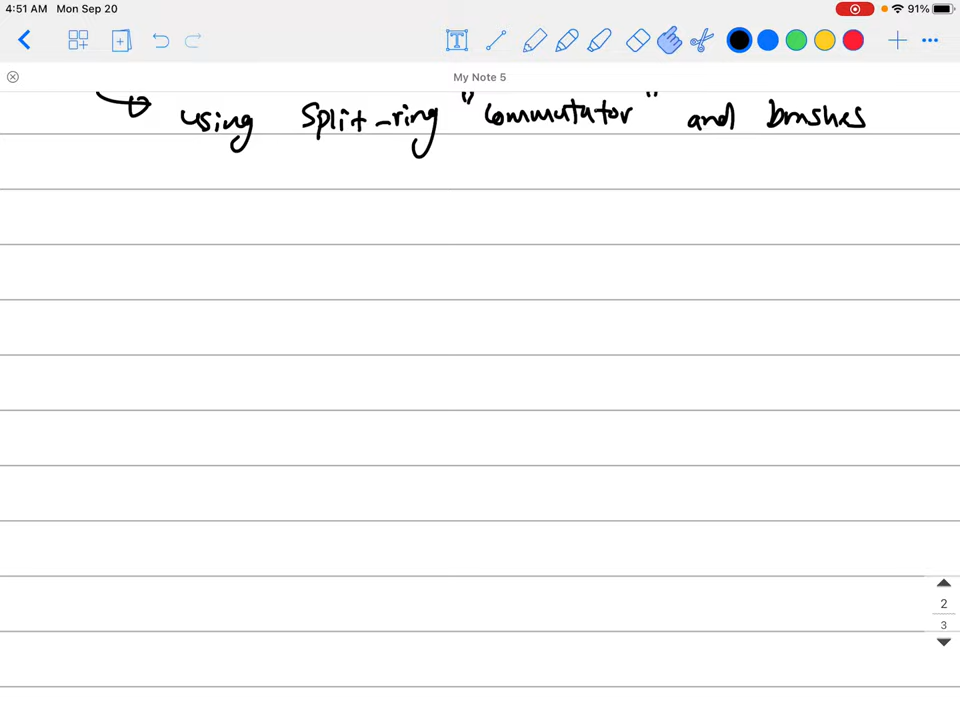 4:51 AM Mon Sep 20 91%
My Note 5
using split-ring "commutator" and brushes
2
3